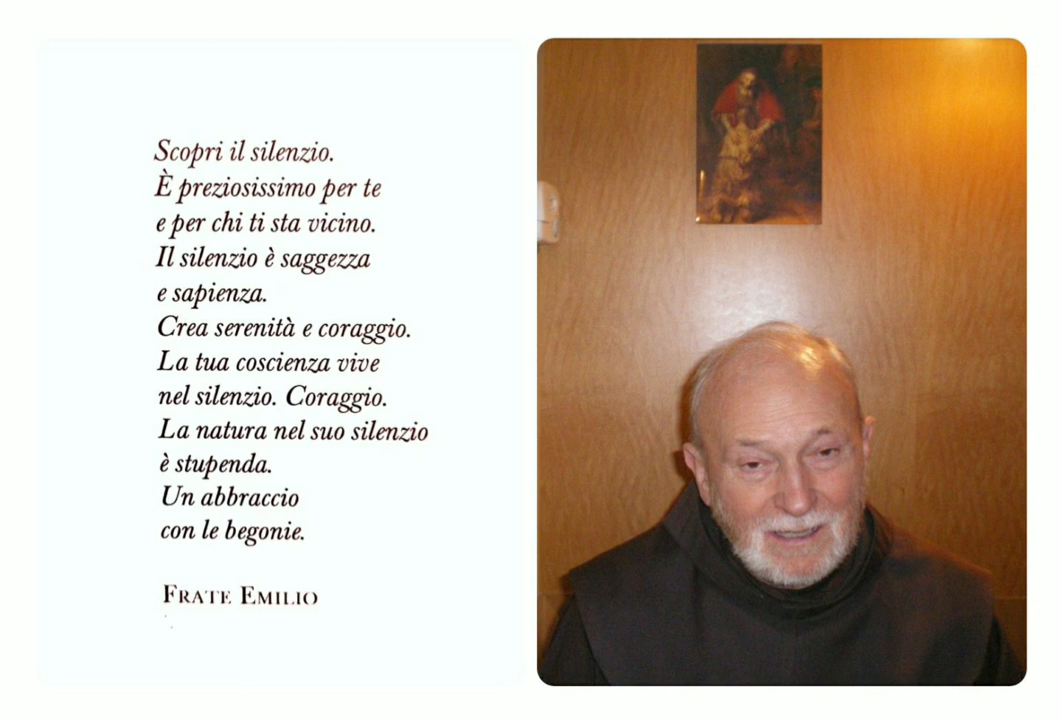 Scopri il silenzio.
È preziosissimo per te
e per chi ti sta vicino.
Il silenzio è saggezza
e sapienza.
Crea serenità e coraggio.
La tua coscienza vive
nel silenzio. Coraggio.
La natura nel suo silenzio
è stupenda.
Un abbraccio
con le begonie.
FRATE EMILIO